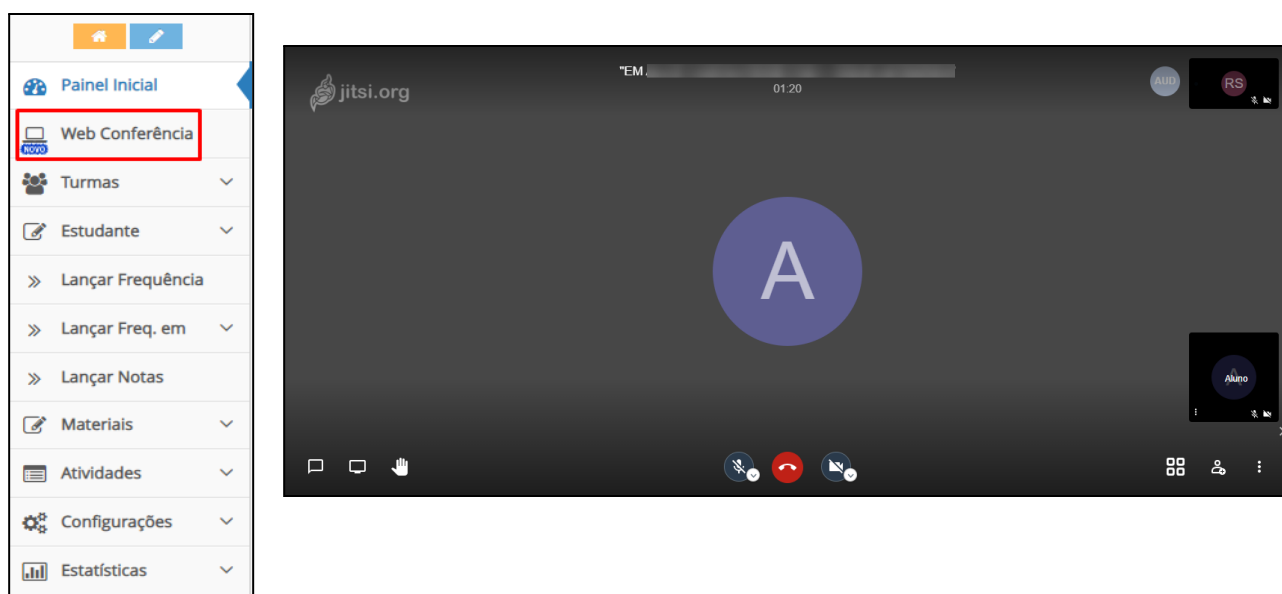 Painel Inicial
Web Conferência
NOVO
Turmas
Estudante
Lançar Frequência
Lançar Freq. em
Lançar Notas
Materiais
Atividades
Configurações
Estatísticas
jitsi.org
"EM
01:20
AUD
RS
A
Aluno